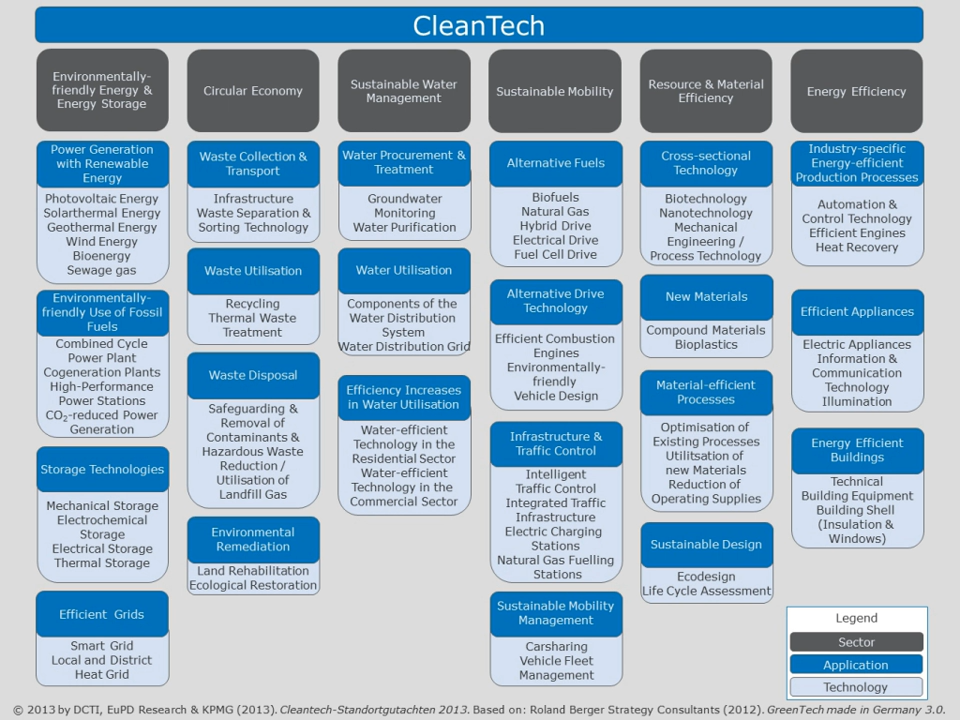 CleanTech
Environmentally-
friendly Energy &
Energy Storage
Power Generation
with Renewable
Energy
Photovoltaic Energy
Solarthermal Energy
Geothermal Energy
Wind Energy
Bioenergy
Sewage gas
Environmentally-
friendly Use of Fossil
Fuels
Combined Cycle
Power Plant
Cogeneration Plants
High-Performance
Power Stations
CO₂-reduced Power
Generation
Storage Technologies
Mechanical Storage
Electrochemical
Storage
Electrical Storage
Thermal Storage
Efficient Grids
Smart Grid
Local and District
Heat Grid
Circular Economy
Waste Collection &
Transport
Infrastructure
Waste Separation &
Sorting Technology
Waste Utilisation
Recycling
Thermal Waste
Treatment
Waste Disposal
Safeguarding &
Removal of
Contaminants &
Hazardous Waste
Reduction /
Utilisation of
Landfill Gas
Environmental
Remediation
Land Rehabilitation
Ecological Restoration
Sustainable Water
Management
Water Procurement &
Treatment
Groundwater
Monitoring
Water Purification
Water Utilisation
Components of the
Water Distribution
System
Water Distribution Grid
Efficiency Increases
in Water Utilisation
Water-efficient
Technology in the
Residential Sector
Water-efficient
Technology in the
Commercial Sector
Sustainable Mobility
Alternative Fuels
Biofuels
Natural Gas
Hybrid Drive
Electrical Drive
Fuel Cell Drive
Alternative Drive
Technology
Efficient Combustion
Engines
Environmentally-
friendly
Vehicle Design
Infrastructure &
Traffic Control
Intelligent
Traffic Control
Integrated Traffic
Infrastructure
Electric Charging
Stations
Natural Gas Fuelling
Stations
Sustainable Mobility
Management
Carsharing
Vehicle Fleet
Management
Resource & Material
Efficiency
Cross-sectional
Technology
Biotechnology
Nanotechnology
Mechanical
Engineering /
Process Technology
New Materials
Compound Materials
Bioplastics
Material-efficient
Processes
Optimisation of
Existing Processes
Utilitsation of
new Materials
Reduction of
Operating Supplies
Sustainable Design
Ecodesign
Life Cycle Assessment
Energy Efficiency
Industry-specific
Energy-efficient
Production Processes
Automation &
Control Technology
Efficient Engines
Heat Recovery
Efficient Appliances
Electric Appliances
Information &
Communication
Technology
Illumination
Energy Efficient
Buildings
Technical
Building Equipment
Building Shell
(Insulation &
Windows)
Legend
Sector
Application
Technology
© 2013 by DCTI, EuPD Research & KPMG (2013). Cleantech-Standortgutachten 2013. Based on: Roland Berger Strategy Consultants (2012). GreenTech made in Germany 3.0.